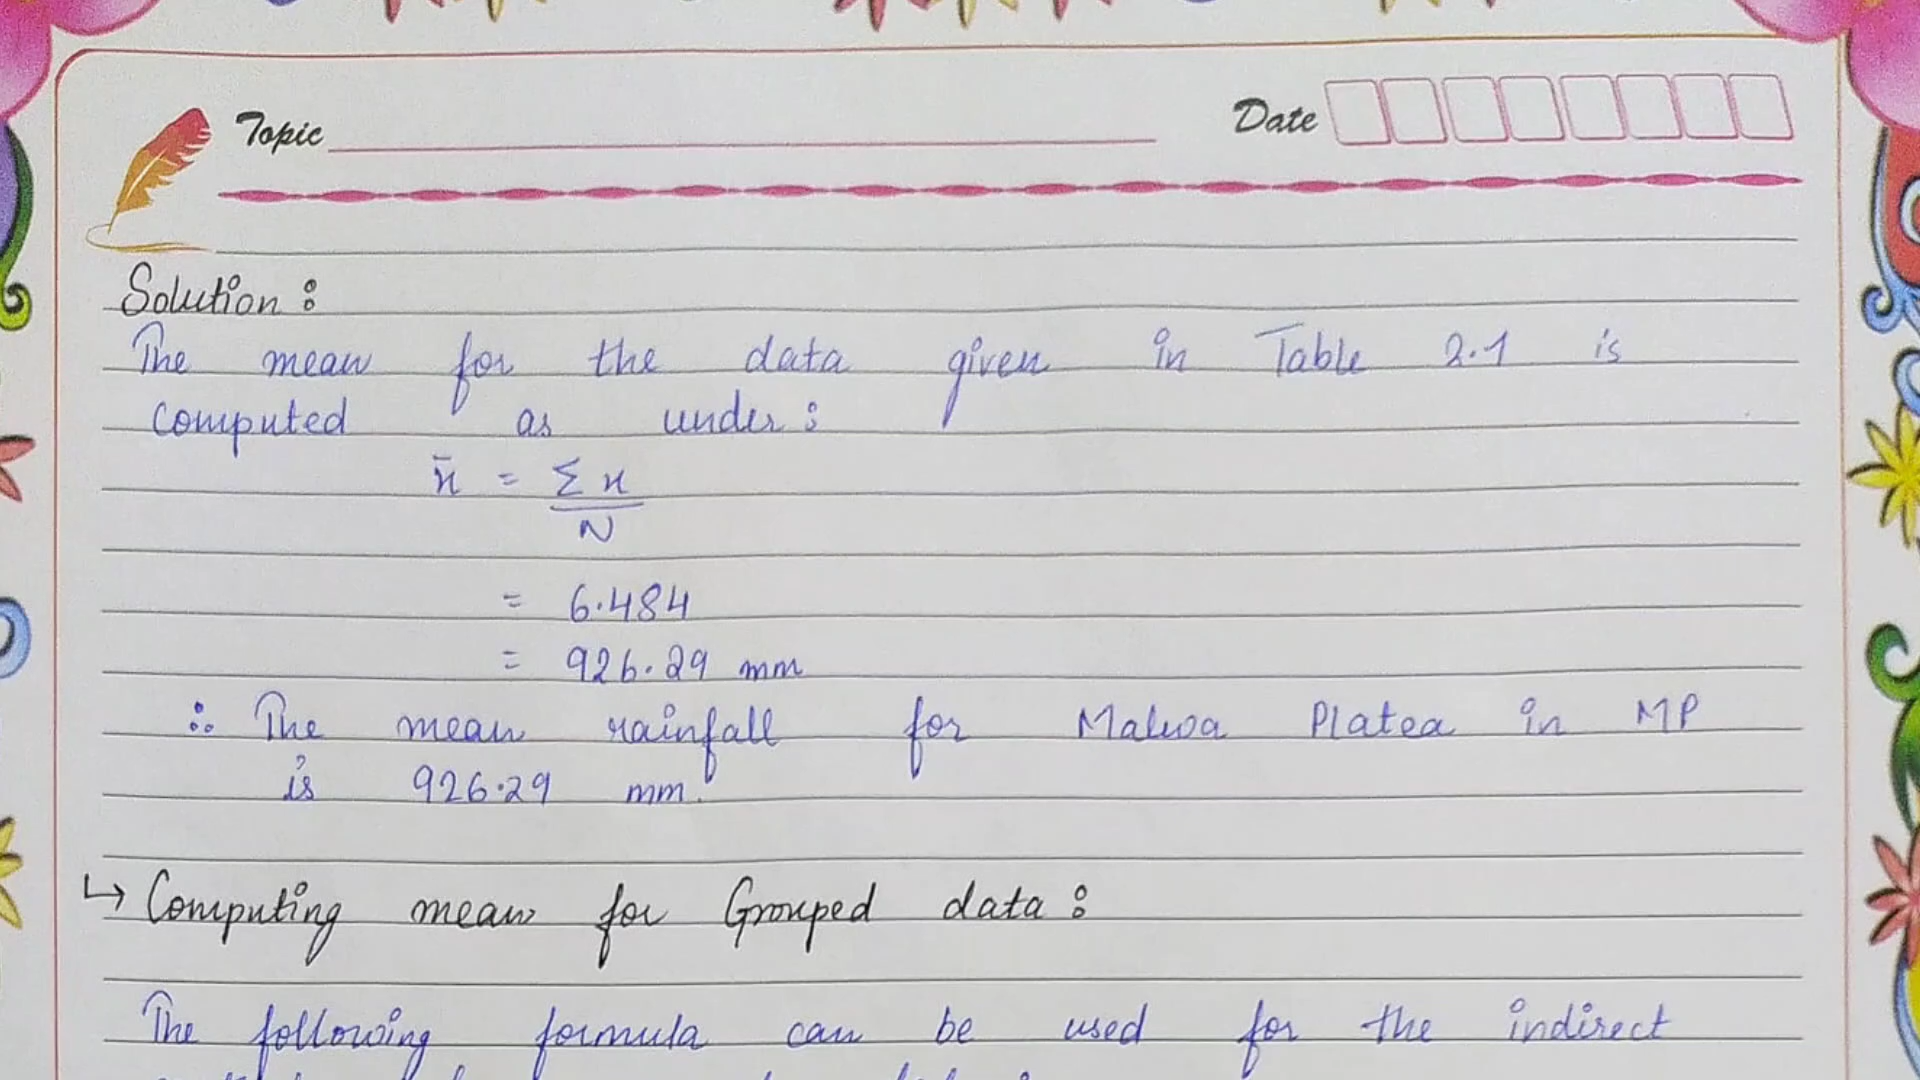 Topic
Date
Solution :
The mean for the data given in Table 2.1 is
computed as under :
x̄ = Σx
N
= 6.484
= 926.29 mm
∴ The mean rainfall for Malwa Platea in MP
is 926.29 mm.
↳ Computing mean for Grouped data :
The following formula can be used for the indirect